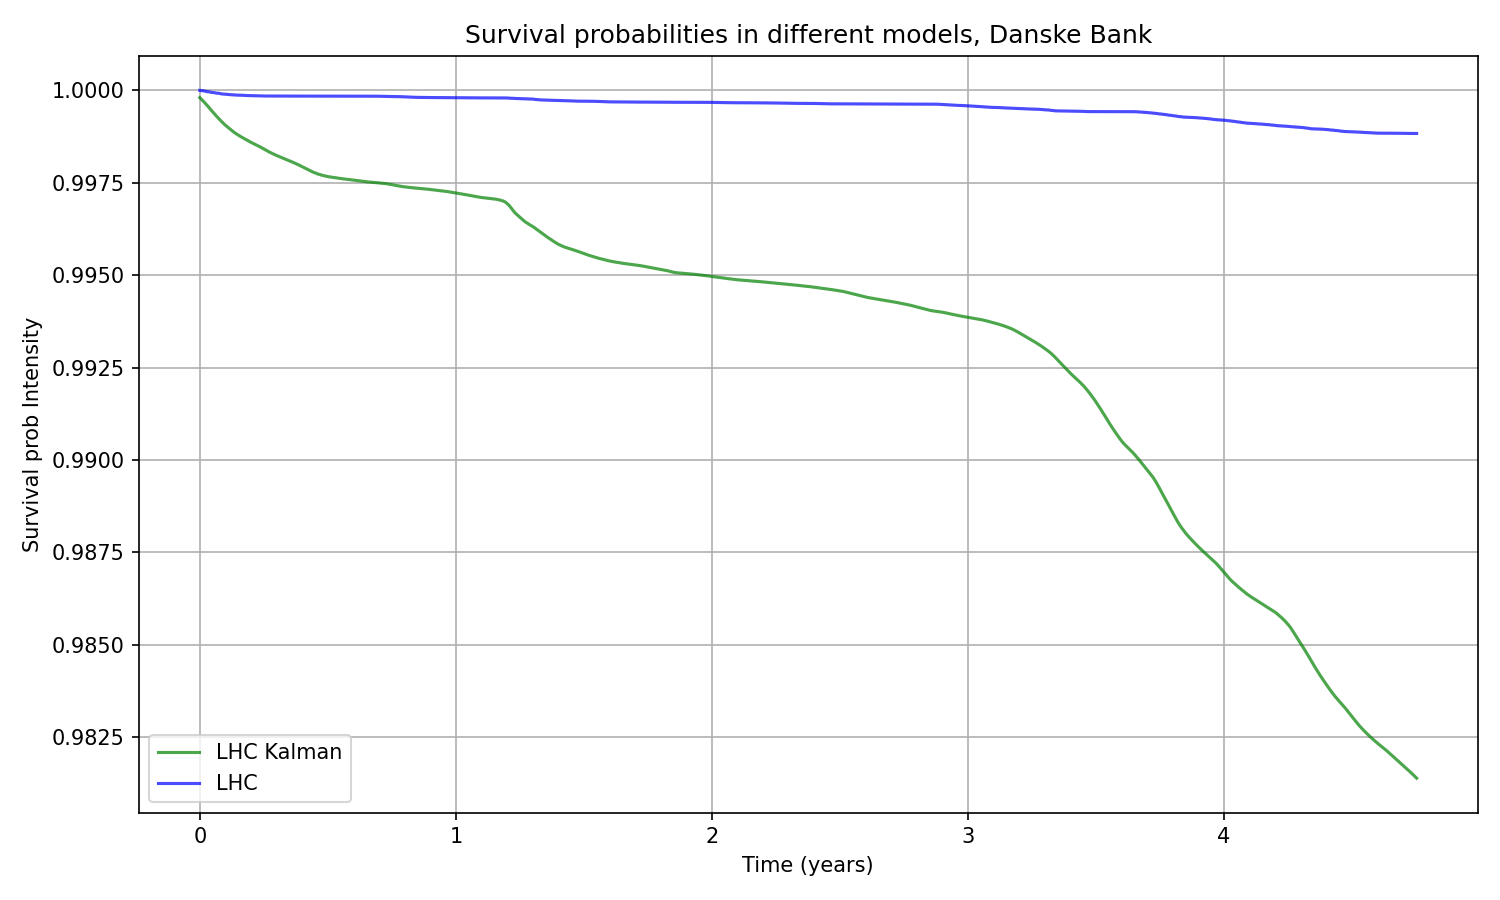 Survival probabilities in different models, Danske Bank
1.0000
0.9975
0.9950
0.9925
0.9900
0.9875
0.9850
0.9825
Survival prob Intensity
LHC Kalman
LHC
0 1 2 3 4
Time (years)